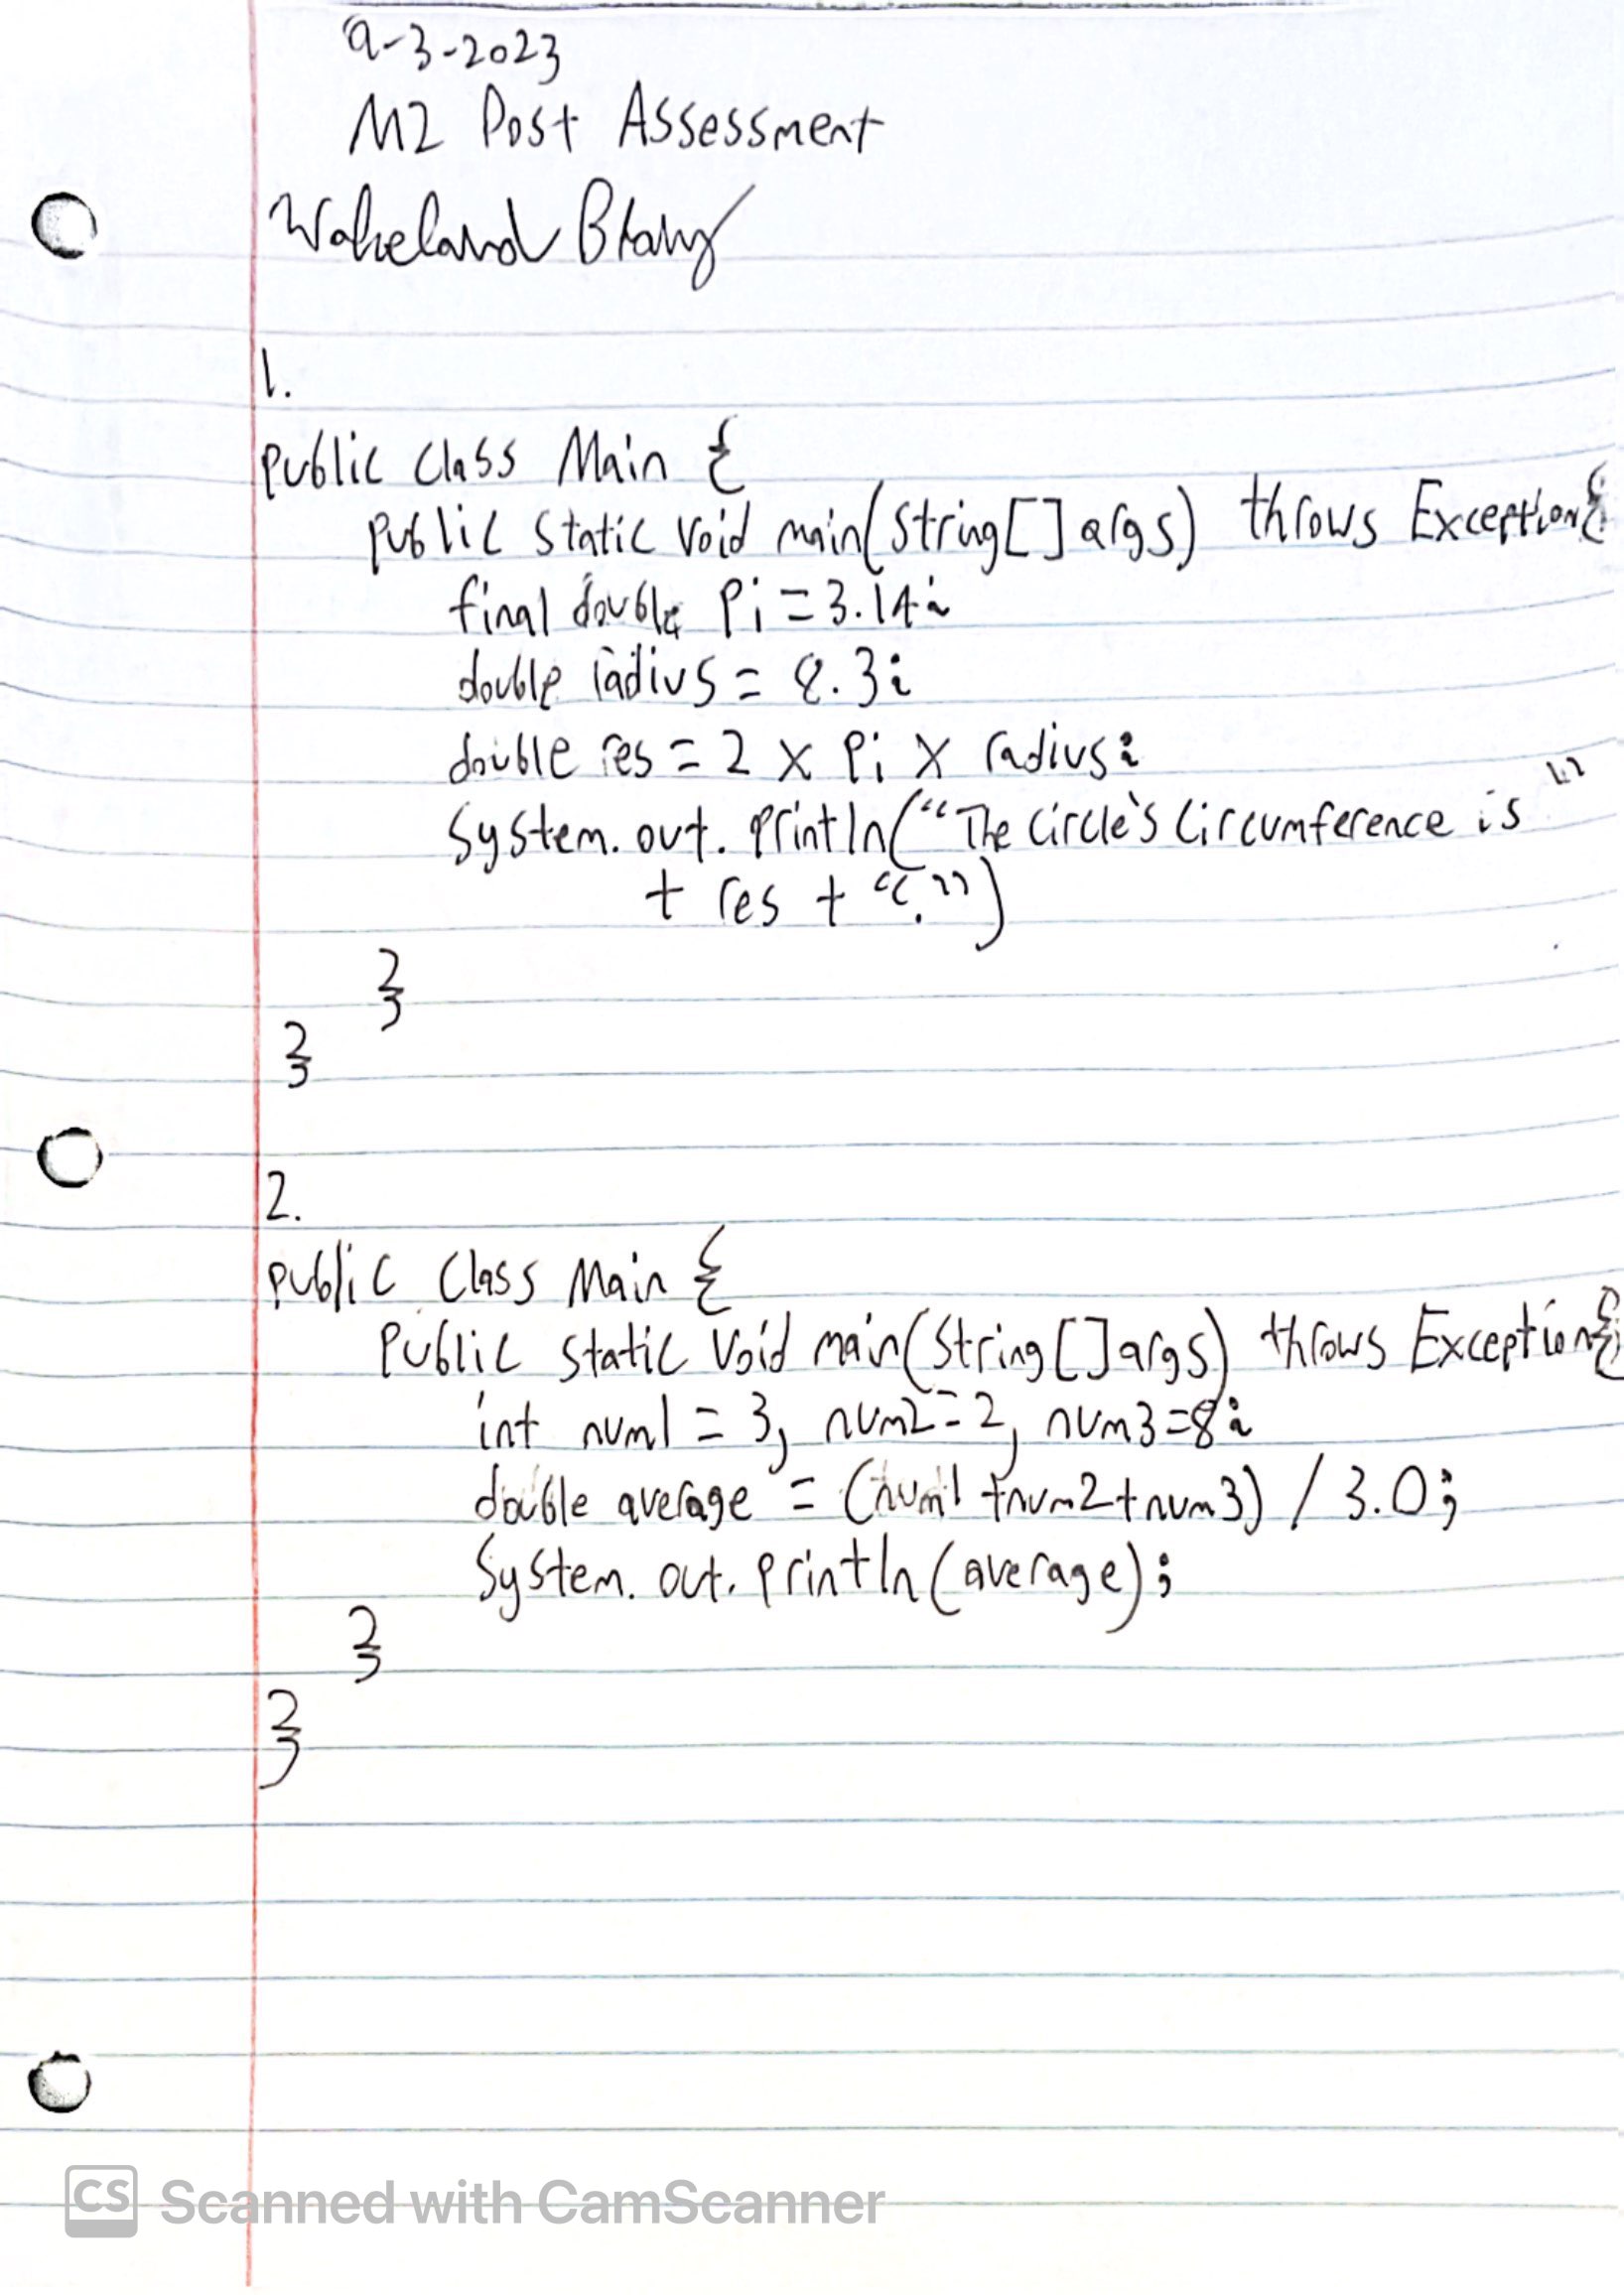 9-3-2023
M2 Post Assessment
Wakeland
1.
public class Main {
public static void main(String[] args) throws Exception{
final double Pi = 3.14;
double radius = 8.3;
double res = 2 x Pi x radius;
System.out.println("The circle's circumference is "
+ res + ".")
}
}
2.
public class Main {
public static void main(String[] args) throws Exception{
int num1 = 3, num2 = 2, num3 = 8;
double average = (num1 + num2 + num3) / 3.0;
System.out.println(average);
}
}
CS Scanned with CamScanner